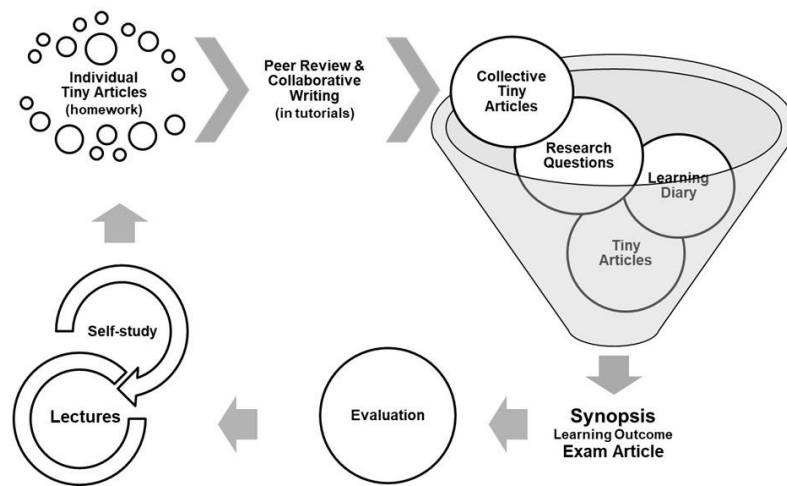 Individual
Tiny Articles
(homework)
Peer Review &
Collaborative
Writing
(in tutorials)
Collective
Tiny
Articles
Research
Questions
Learning
Diary
Tiny
Articles
Self-study
Lectures
Evaluation
Synopsis
Learning Outcome
Exam Article